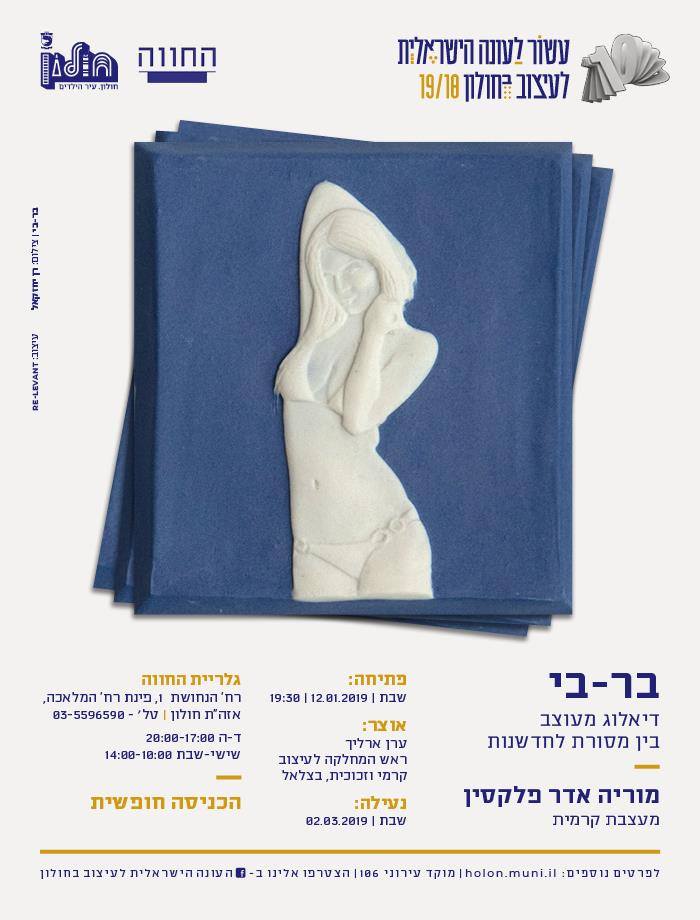 עשור לעונה הישראלית
לעיצוב בחולון 19/18
10
החווה
חולון
חולון. עיר הילדים
בר-בי | צילום: רן יחזקאל
עיצוב: RE-LEVANT
בר-בי
דיאלוג מעוצב
בין מסורת לחדשנות
מוריה אדר פלקסין
מעצבת קרמית
פתיחה:
שבת | 12.01.2019 | 19:30
אוצר:
ערן ארליך
ראש המחלקה לעיצוב
קרמי וזכוכית, בצלאל
נעילה:
שבת | 02.03.2019
גלריית החווה
רח' הנחושת 1, פינת רח' המלאכה,
אזה"ת חולון | טל' - 03-5596590
ד-ה 20:00-17:00
שישי-שבת 14:00-10:00
הכניסה חופשית
לפרטים נוספים: holon.muni.il | מוקד עירוני 106 | הצטרפו אלינו ב- f העונה הישראלית לעיצוב בחולון